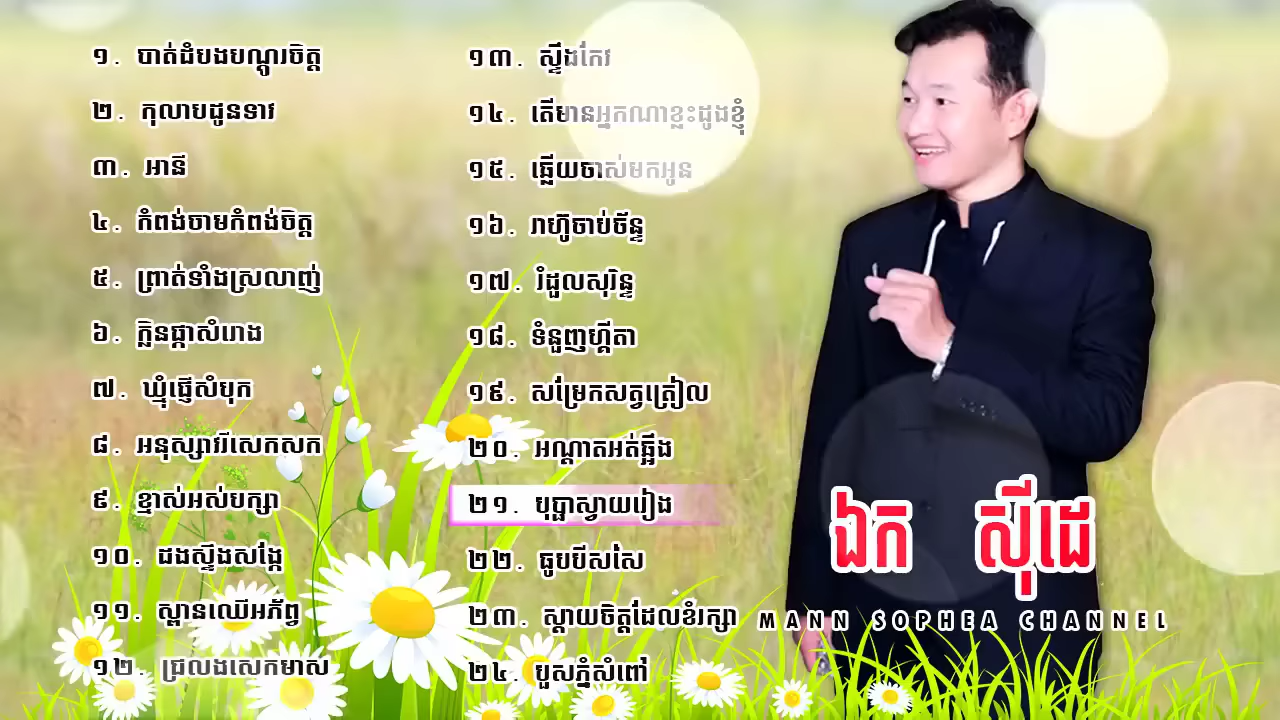 ១. បាត់ដំបងបណ្តូរចិត្ត
២. កុលាបដូនទាវ
៣. អានី
៤. កំពង់ចាមកំពង់ចិត្ត
៥. ព្រាត់ទាំងស្រលាញ់
៦. ក្លិនផ្កាសំរោង
៧. ឃ្មុំផ្ញើសំបុក
៨. អនុស្សាវរីសេកសក
៩. ខ្មាស់អស់បក្សា
១០. ដងស្ទឹងសង្កែ
១១. ស្ពានឈើអភ័ព្វ
១២. ជ្រលងសេកមាស
១៣. ស្ទឹងកែវ
១៤. តើមានអ្នកណាខ្លះដូងខ្ញុំ
១៥. ឆ្លើយចាស់មកអូន
១៦. រាហ៊ូចាប់ច័ន្ទ
១៧. រំដួលសុរិន្ទ
១៨. ទំនួញហ្គីតា
១៩. សម្រែកសត្វត្រៀល
២០. អណ្តាតអត់ឆ្អឹង
២១. បុប្ផាស្វាយរៀង
២២. ធូបបីសសៃ
២៣. ស្តាយចិត្តដែលខំរក្សា
២៤. បួសភ្នំសំពៅ
ឯក ស៊ីដេ
MANN SOPHEA CHANNEL